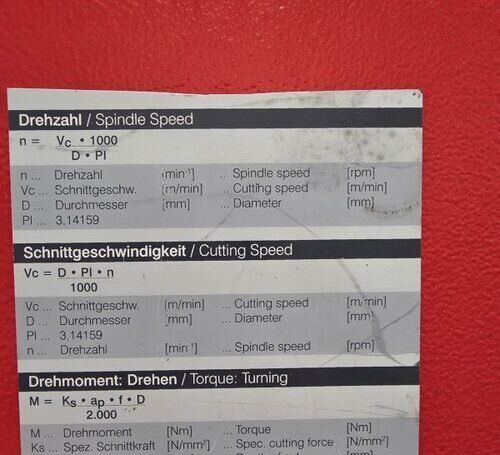 Drehzahl / Spindle Speed
n = Vc • 1000
D • PI
n ... Drehzahl [min⁻¹] ... Spindle speed [rpm]
Vc ... Schnittgeschw. [m/min] ... Cutting speed [m/min]
D ... Durchmesser [mm] ... Diameter [mm]
PI ... 3,14159
Schnittgeschwindigkeit / Cutting Speed
Vc = D • PI • n
1000
Vc ... Schnittgeschw. [m/min] ... Cutting speed [m/min]
D ... Durchmesser [mm] ... Diameter [mm]
PI ... 3,14159
n ... Drehzahl [min⁻¹] ... Spindle speed [rpm]
Drehmoment: Drehen / Torque: Turning
M = Ks • ap • f • D
2.000
M ... Drehmoment [Nm] ... Torque [Nm]
Ks ... Spez. Schnittkraft [N/mm²] ... Spec. cutting force [N/mm²]